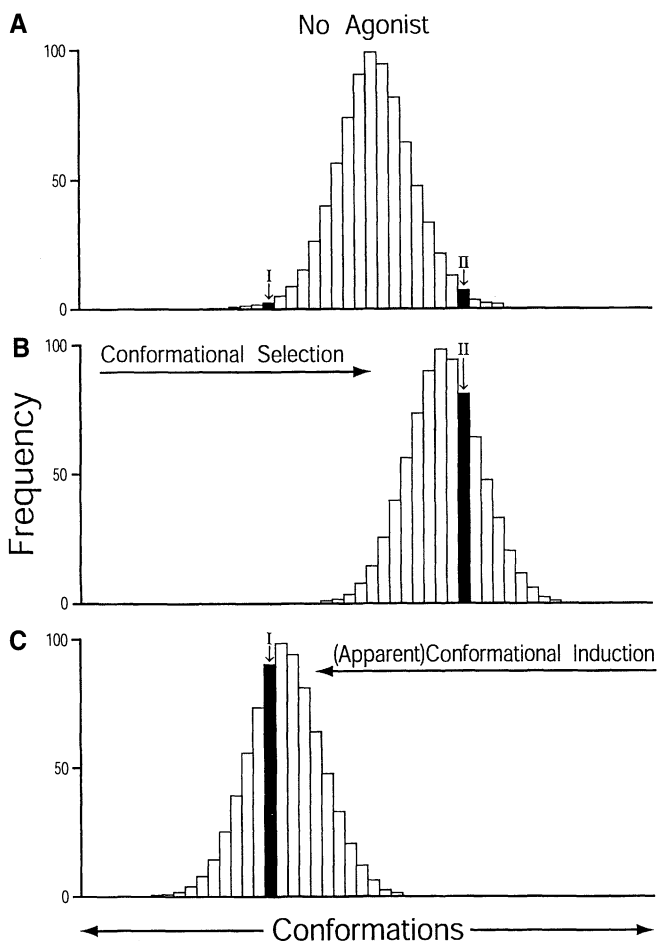 A
No Agonist
100
50
0
I
II
B
100
50
0
Conformational Selection
II
Frequency
C
100
50
0
I
(Apparent)Conformational Induction
Conformations